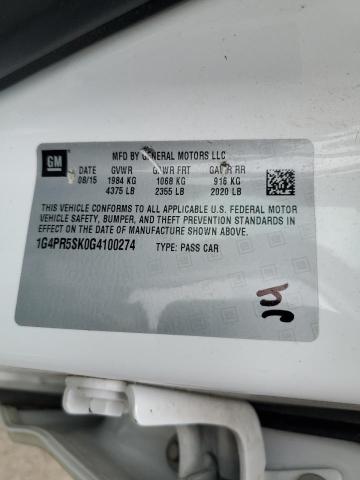 GM
MFD BY GENERAL MOTORS LLC
DATE GVWR GAWR FRT GAWR RR
08/15 1984 KG 1068 KG 916 KG
4375 LB 2355 LB 2020 LB
THIS VEHICLE CONFORMS TO ALL APPLICABLE U.S. FEDERAL MOTOR
VEHICLE SAFETY, BUMPER, AND THEFT PREVENTION STANDARDS IN
EFFECT ON THE DATE OF MANUFACTURE SHOWN ABOVE.
1G4PR5SK0G4100274 TYPE: PASS CAR